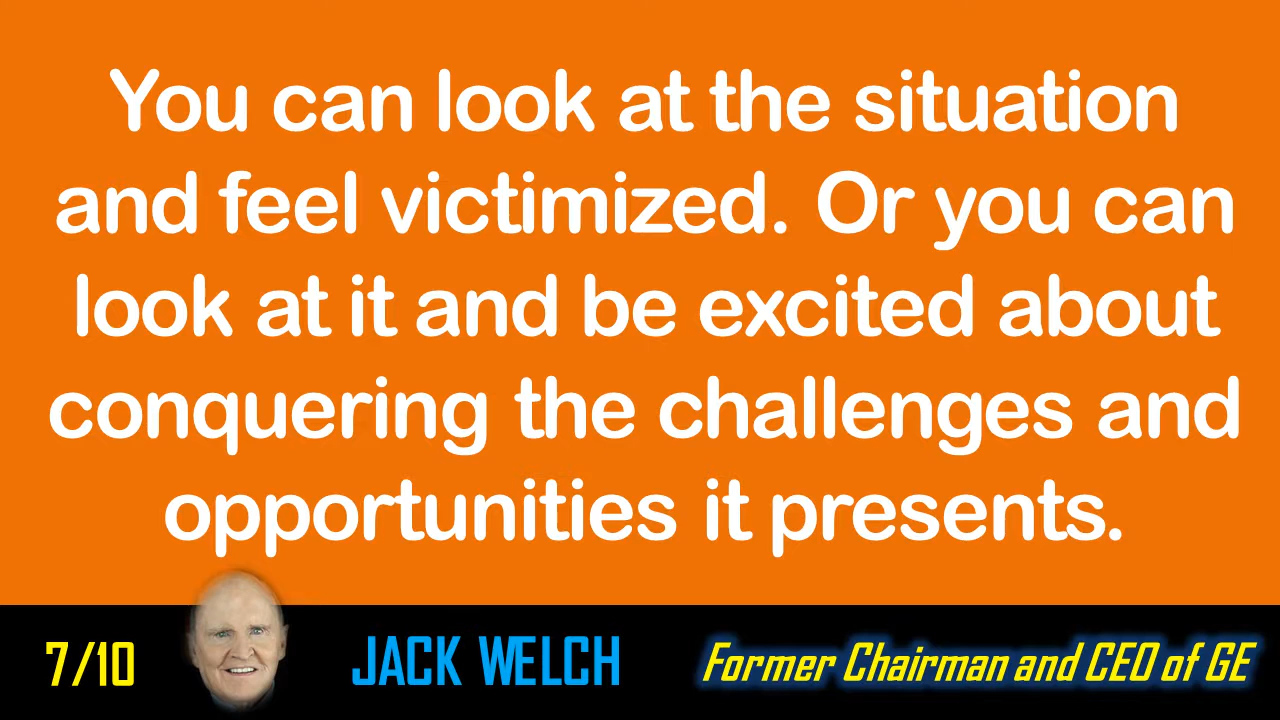 You can look at the situation
and feel victimized. Or you can
look at it and be excited about
conquering the challenges and
opportunities it presents.
7/10 JACK WELCH Former Chairman and CEO of GE